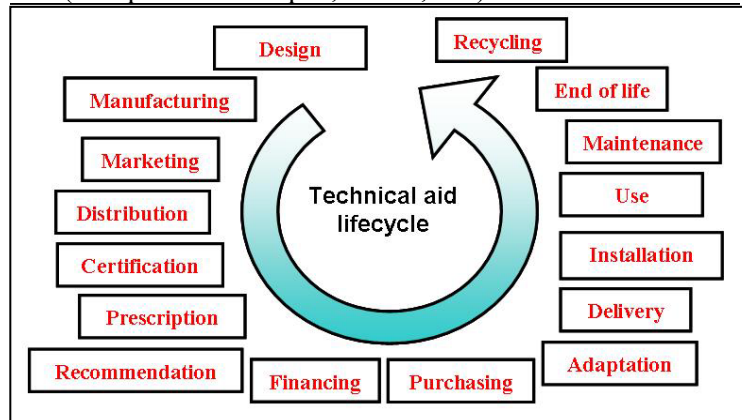 Design
Manufacturing
Marketing
Distribution
Certification
Prescription
Recommendation
Financing
Purchasing
Adaptation
Delivery
Installation
Use
Maintenance
End of life
Recycling
Technical aid
lifecycle